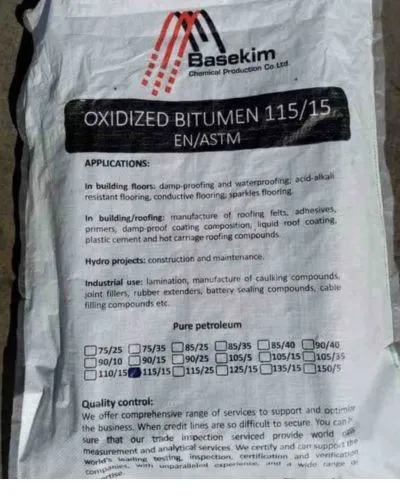 Basekim
Chemical Production Co.Ltd.
OXIDIZED BITUMEN 115/15
EN/ASTM
APPLICATIONS:
In building floors: damp-proofing and waterproofing, acid-alkali
resistant flooring, conductive flooring, sparkles flooring.
In building/roofing: manufacture of roofing felts, adhesives,
primers, damp-proof coating composition, liquid roof coating,
plastic cement and hot carriage roofing compounds.
Hydro projects: construction and maintenance.
Industrial use: lamination, manufacture of caulking compounds,
joint fillers, rubber extenders, battery sealing compounds, cable
filling compounds etc.
Pure petroleum
75/25 75/35 85/25 85/35 85/40 90/40
90/10 90/15 90/25 105/5 105/15 105/35
110/15 115/15 115/25 125/15 135/15 150/5
Quality control:
We offer comprehensive range of services to support and optimize
the business. When credit lines are so difficult to secure. You can
sure that our trade inspection serviced provide world
measurement and analytical services. We certify and can support the
world's leading testing, inspection, certification and verification
companies, with unparalleled experience, and a wide range of